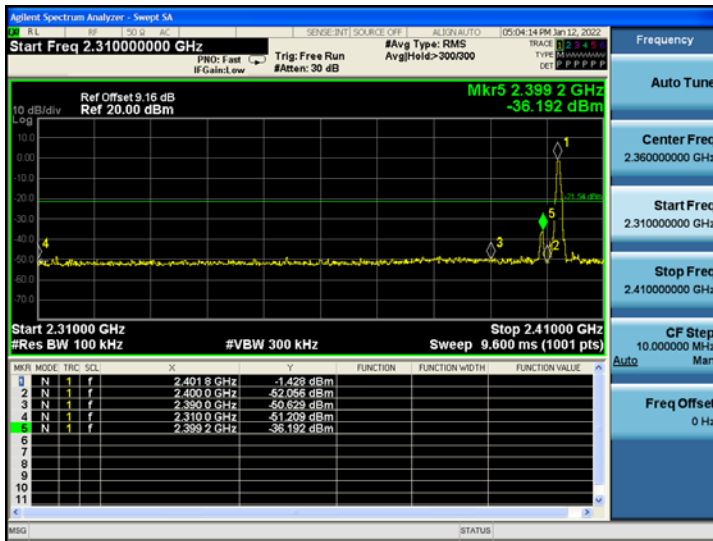 Agilent Spectrum Analyzer - Swept SA
RL RF 50 Ω AC SENSE:INT SOURCE OFF ALIGNAUTO 05:04:14 PM Jan 12, 2022
Start Freq 2.310000000 GHz
#Avg Type: RMS
TRACE 1 2 3 4 5 6
PNO: Fast Trig: Free Run Avg|Hold:>300/300 TYPE
IFGain:Low #Atten: 30 dB DET P P P P P P
Mkr5 2.399 2 GHz
-36.192 dBm
Ref Offset 9.16 dB
10 dB/div Ref 20.00 dBm
Log
10.0
0.00
-10.0
-20.0
-30.0
-40.0
-50.0
-60.0
-70.0
1
-21.54 dBm
5
4
3
2
Start 2.31000 GHz Stop 2.41000 GHz
#Res BW 100 kHz #VBW 300 kHz Sweep 9.600 ms (1001 pts)
MKR MODE TRC SCL X Y FUNCTION FUNCTION WIDTH FUNCTION VALUE
1 N 1 f 2.401 8 GHz -1.428 dBm
2 N 1 f 2.400 0 GHz -52.056 dBm
3 N 1 f 2.390 0 GHz -50.629 dBm
4 N 1 f 2.310 0 GHz -51.209 dBm
5 N 1 f 2.399 2 GHz -36.192 dBm
6
7
8
9
10
11
MSG STATUS
Frequency
Auto Tune
Center Freq
2.360000000 GHz
Start Freq
2.310000000 GHz
Stop Freq
2.410000000 GHz
CF Step
10.000000 MHz
Auto Man
Freq Offset
0 Hz